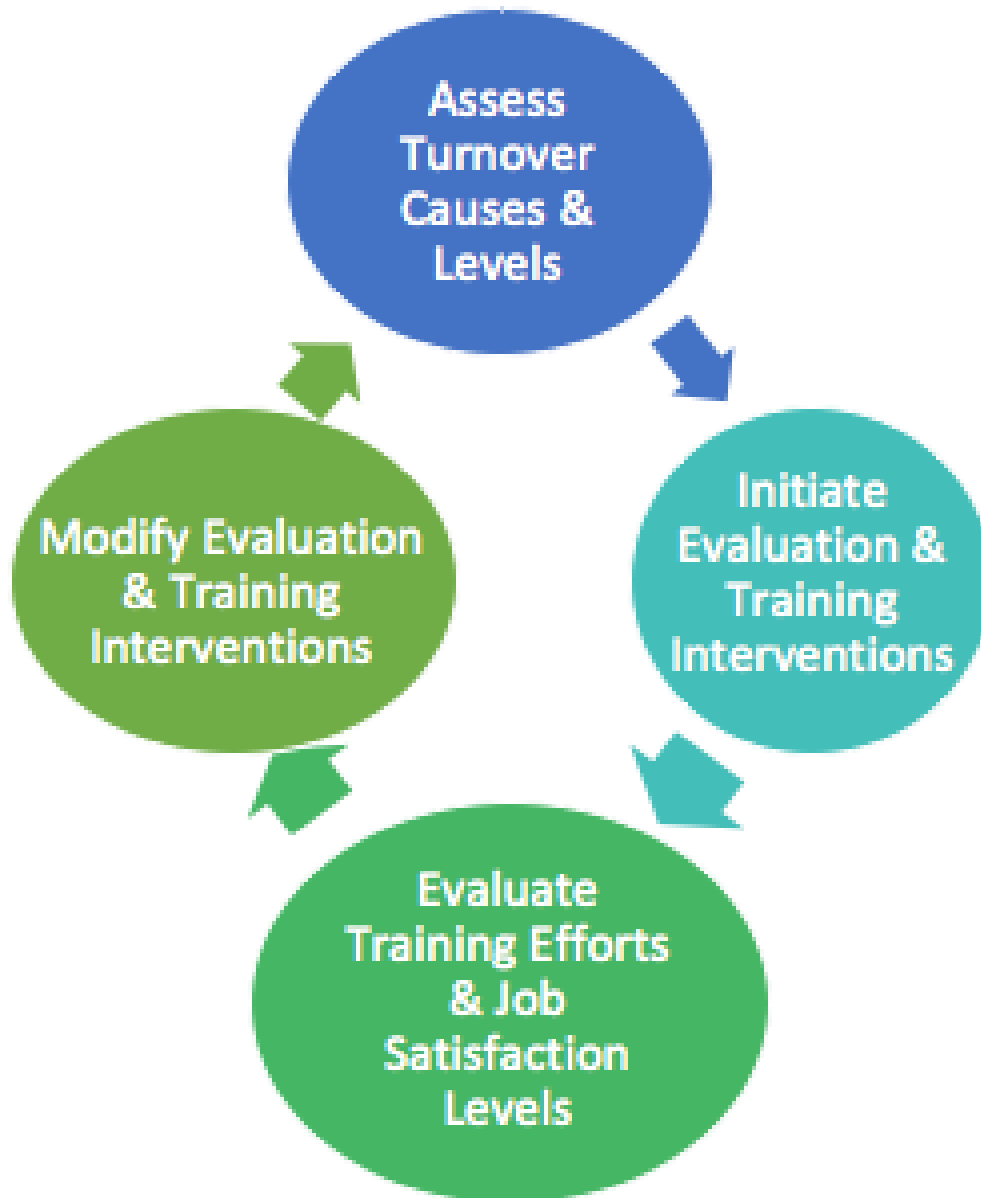 Assess
Turnover
Causes &
Levels
Initiate
Evaluation &
Training
Interventions
Evaluate
Training Efforts
& Job
Satisfaction
Levels
Modify Evaluation
& Training
Interventions